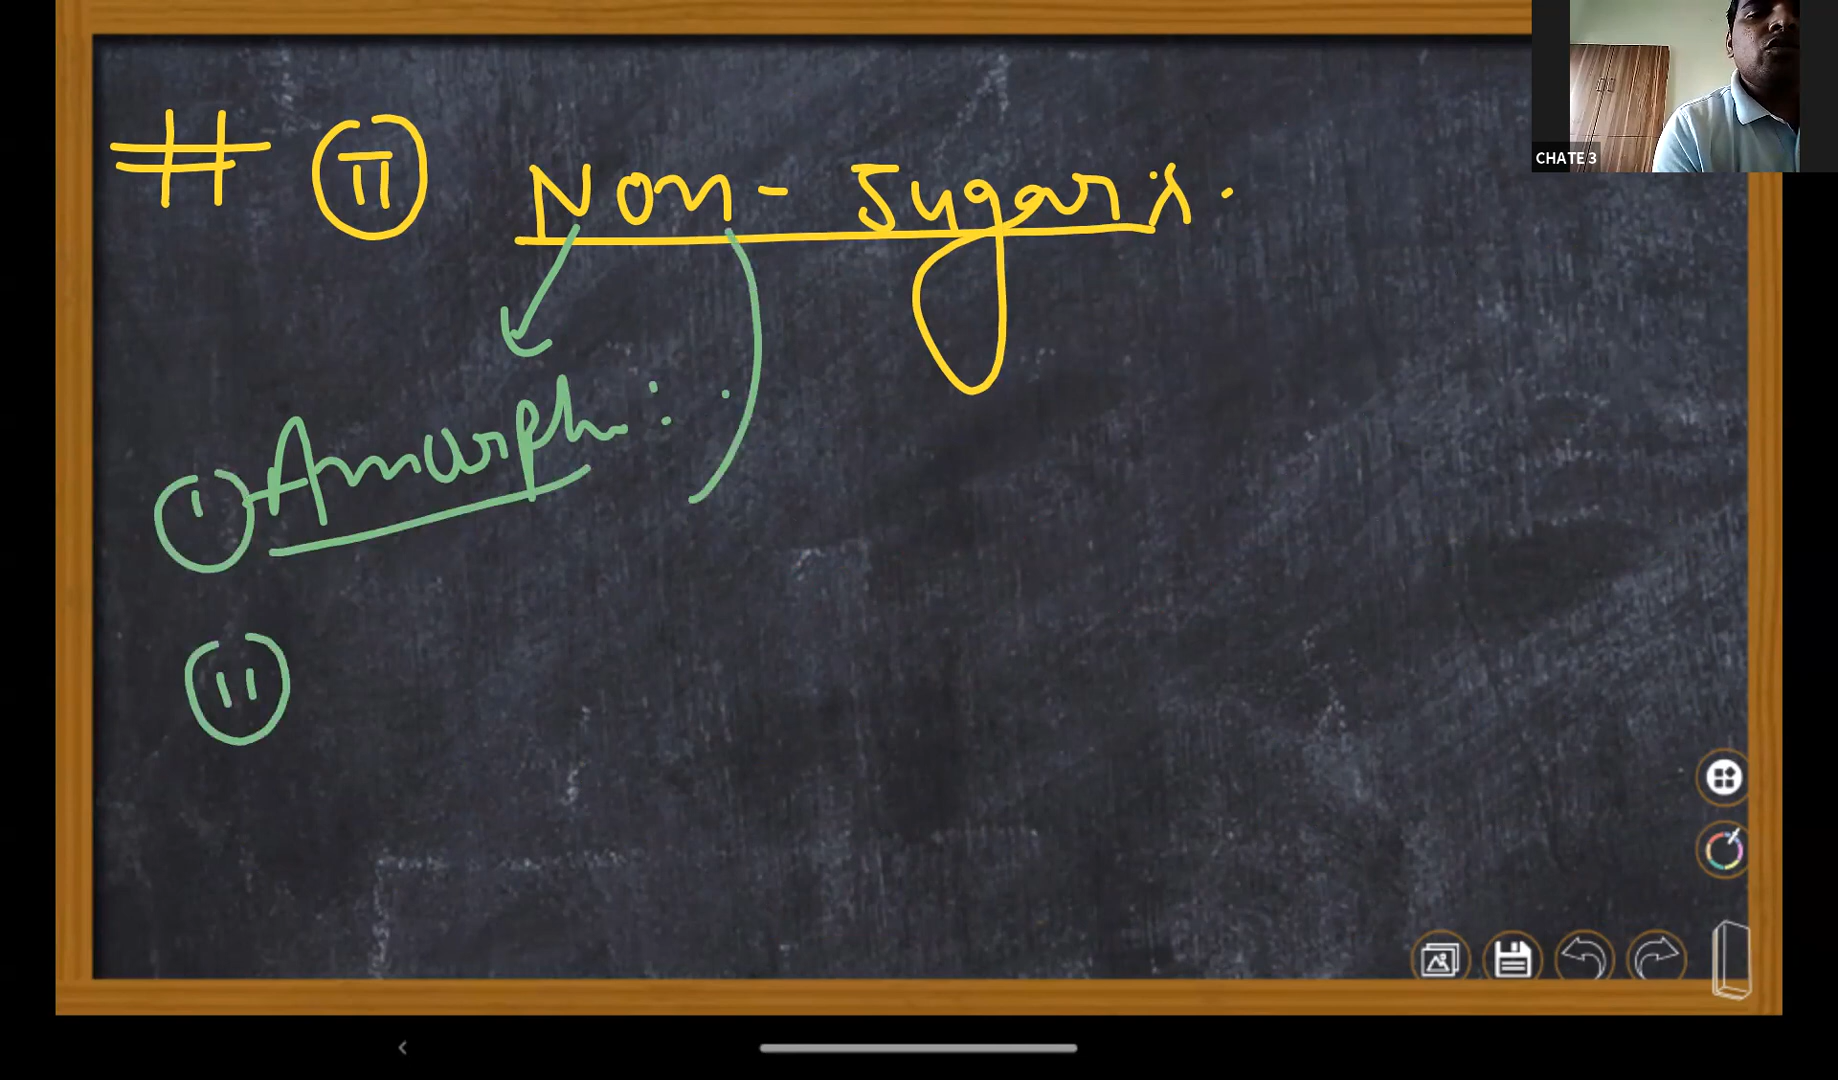 CHATE 3
# II Non-Sugars.
I Amorph:.
II